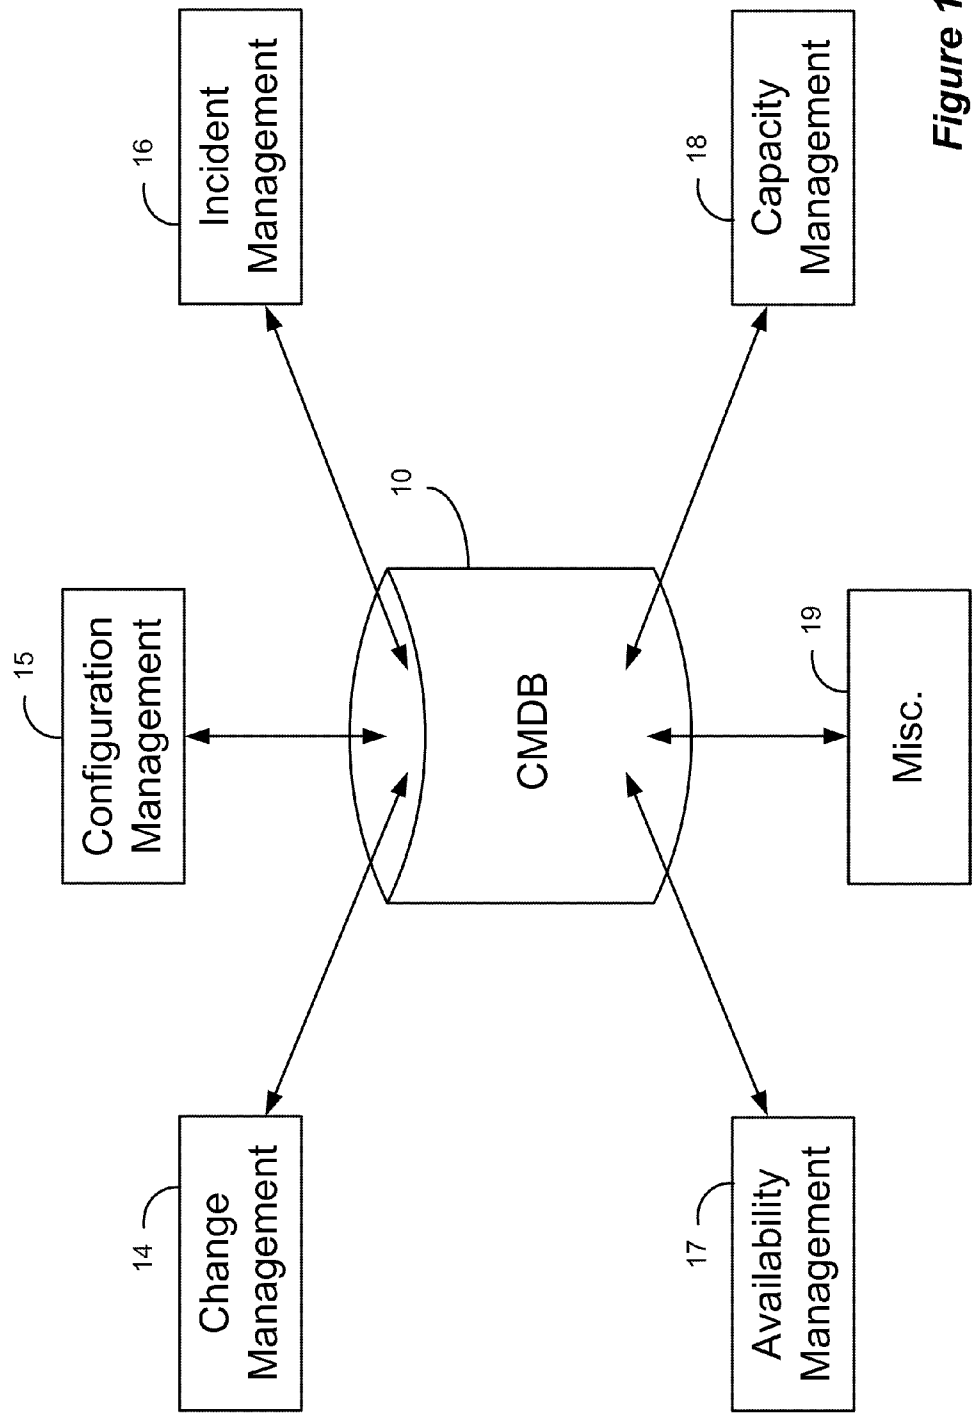 15
Configuration
Management
14
Change
Management
16
Incident
Management
10
CMDB
17
Availability
Management
18
Capacity
Management
19
Misc.
Figure 1